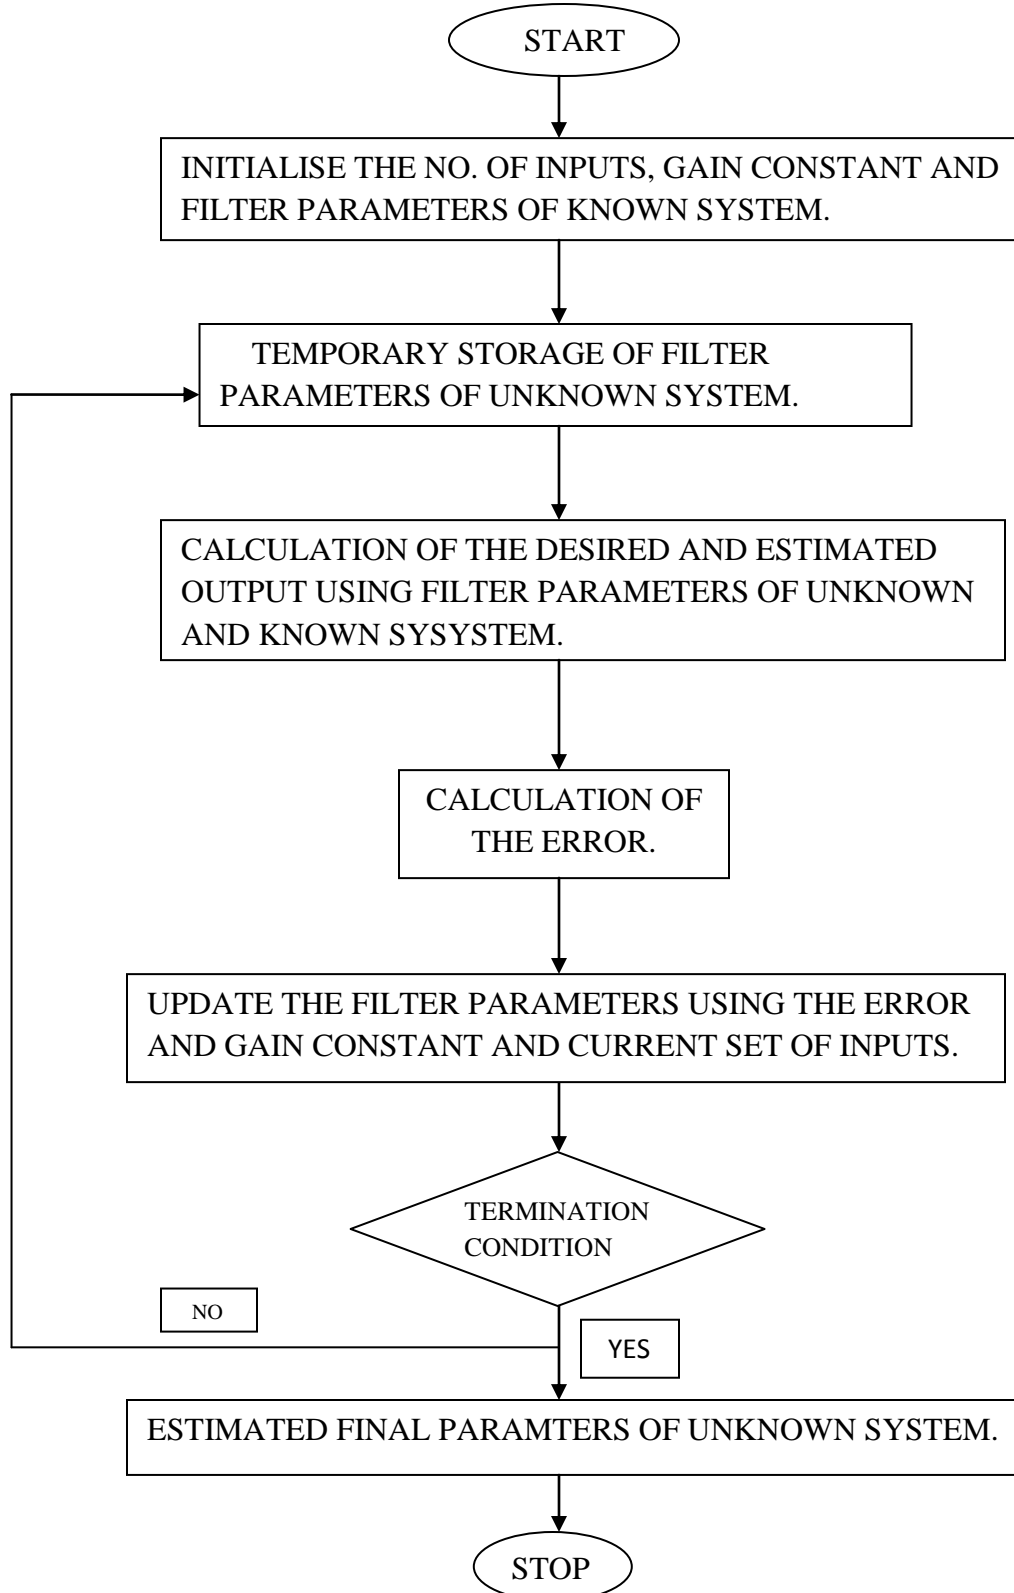 START
INITIALISE THE NO. OF INPUTS, GAIN CONSTANT AND
FILTER PARAMETERS OF KNOWN SYSTEM.
TEMPORARY STORAGE OF FILTER
PARAMETERS OF UNKNOWN SYSTEM.
CALCULATION OF THE DESIRED AND ESTIMATED
OUTPUT USING FILTER PARAMETERS OF UNKNOWN
AND KNOWN SYSYSTEM.
CALCULATION OF
THE ERROR.
UPDATE THE FILTER PARAMETERS USING THE ERROR
AND GAIN CONSTANT AND CURRENT SET OF INPUTS.
TERMINATION
CONDITION
NO
YES
ESTIMATED FINAL PARAMTERS OF UNKNOWN SYSTEM.
STOP